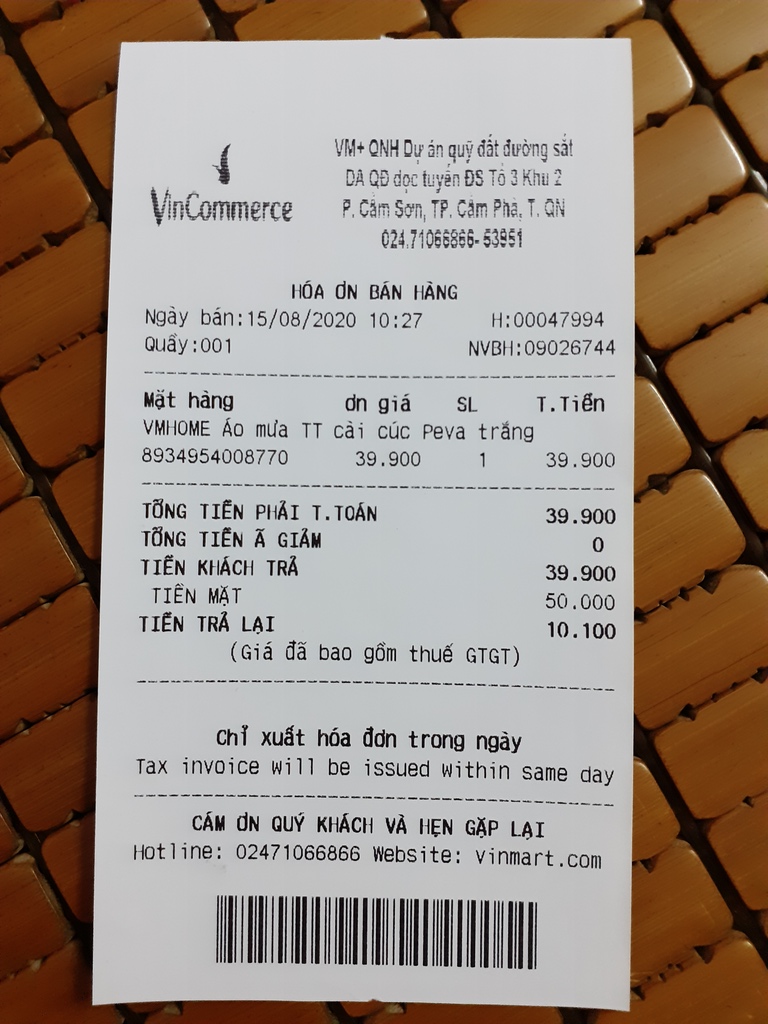 VinCommerce
VM+ QNH Dự án quỹ đất đường sắt
DA QĐ dọc tuyến ĐS Tổ 3 Khu 2
P. Cẩm Sơn, TP. Cẩm Phả, T. QN
024.71066866-53951
HÓA ƠN BÁN HÀNG
Ngày bán:15/08/2020 10:27 H:00047994
Quầy:001 NVBH:09026744
Mặt hàng ơn giá SL T.Tiền
VMHOME Áo mưa TT cài cúc Peva trắng
8934954008770 39.900 1 39.900
TỔNG TIỀN PHẢI T.TOÁN 39.900
TỔNG TIỀN Ã GIẢM 0
TIỀN KHÁCH TRẢ 39.900
TIỀN MẶT 50.000
TIỀN TRẢ LẠI 10.100
(Giá đã bao gồm thuế GTGT)
Chỉ xuất hóa đơn trong ngày
Tax invoice will be issued within same day
CÁM ƠN QUÝ KHÁCH VÀ HẸN GẶP LẠI
Hotline: 02471066866 Website: vinmart.com